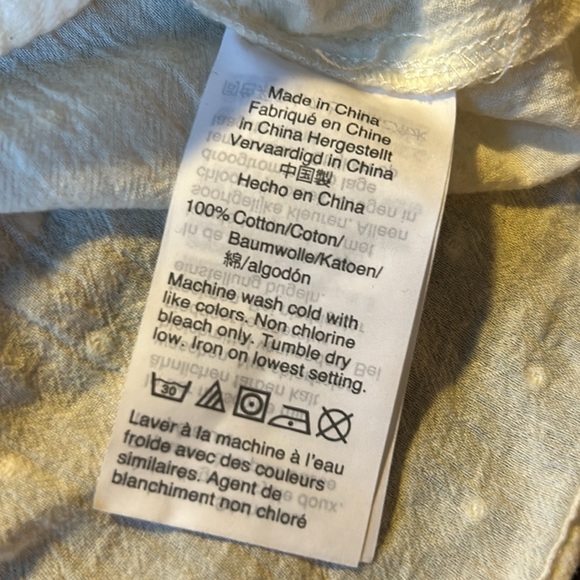 Made in China
Fabriqué en Chine
in China Hergestellt
Vervaardigd in China
中国製
Hecho en China
100% Cotton/Coton/
Baumwolle/Katoen/
綿/algodón
Machine wash cold with
like colors. Non chlorine
bleach only. Tumble dry
low. Iron on lowest setting.
30
Laver à la machine à l'eau
froide avec des couleurs
similaires. Agent de
blanchiment non chloré